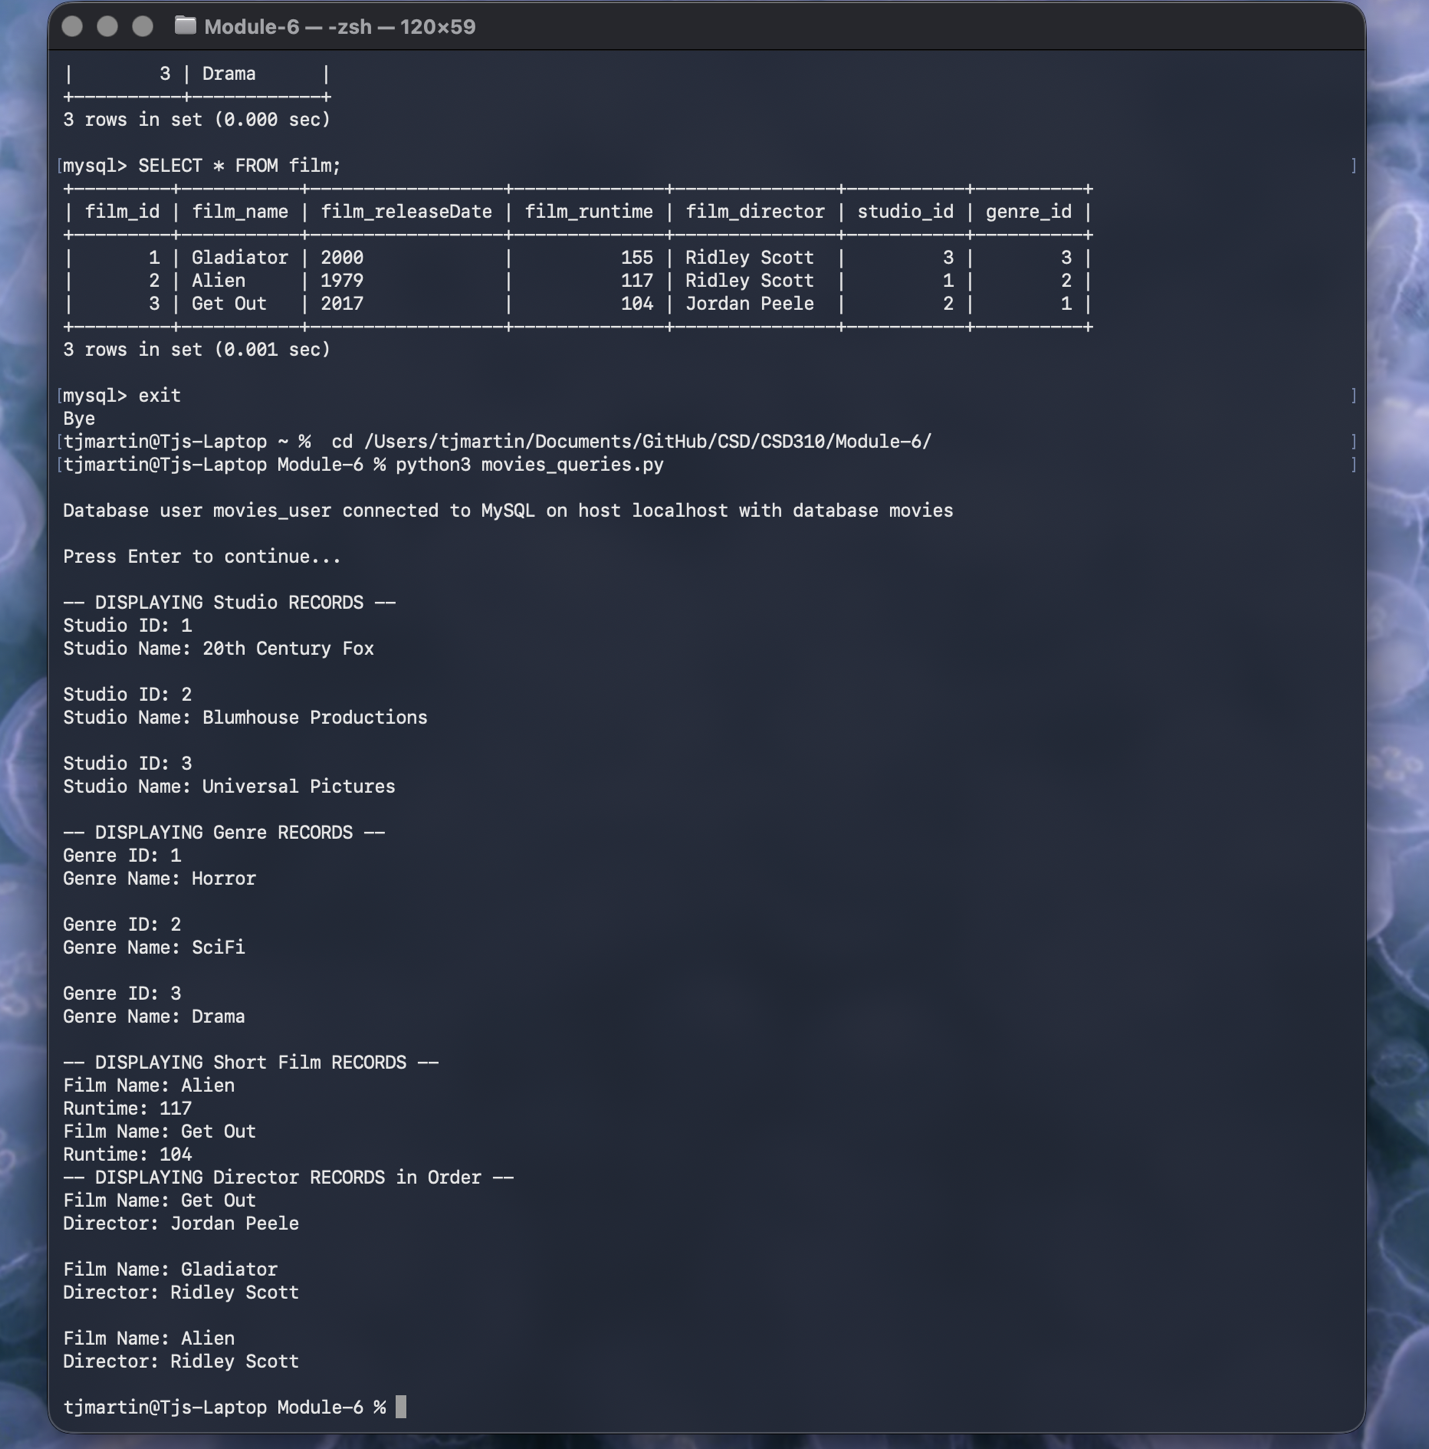 Module-6 — -zsh — 120×59
|        3 | Drama      |
+----------+------------+
3 rows in set (0.000 sec)
[mysql> SELECT * FROM film; ]
+---------+-----------+------------------+--------------+---------------+-----------+----------+
| film_id | film_name | film_releaseDate | film_runtime | film_director | studio_id | genre_id |
+---------+-----------+------------------+--------------+---------------+-----------+----------+
|       1 | Gladiator | 2000             |          155 | Ridley Scott  |         3 |        3 |
|       2 | Alien     | 1979             |          117 | Ridley Scott  |         1 |        2 |
|       3 | Get Out   | 2017             |          104 | Jordan Peele  |         2 |        1 |
+---------+-----------+------------------+--------------+---------------+-----------+----------+
3 rows in set (0.001 sec)
[mysql> exit ]
Bye
[tjmartin@Tjs-Laptop ~ %  cd /Users/tjmartin/Documents/GitHub/CSD/CSD310/Module-6/ ]
[tjmartin@Tjs-Laptop Module-6 % python3 movies_queries.py ]
Database user movies_user connected to MySQL on host localhost with database movies
Press Enter to continue...
-- DISPLAYING Studio RECORDS --
Studio ID: 1
Studio Name: 20th Century Fox
Studio ID: 2
Studio Name: Blumhouse Productions
Studio ID: 3
Studio Name: Universal Pictures
-- DISPLAYING Genre RECORDS --
Genre ID: 1
Genre Name: Horror
Genre ID: 2
Genre Name: SciFi
Genre ID: 3
Genre Name: Drama
-- DISPLAYING Short Film RECORDS --
Film Name: Alien
Runtime: 117
Film Name: Get Out
Runtime: 104
-- DISPLAYING Director RECORDS in Order --
Film Name: Get Out
Director: Jordan Peele
Film Name: Gladiator
Director: Ridley Scott
Film Name: Alien
Director: Ridley Scott
tjmartin@Tjs-Laptop Module-6 %